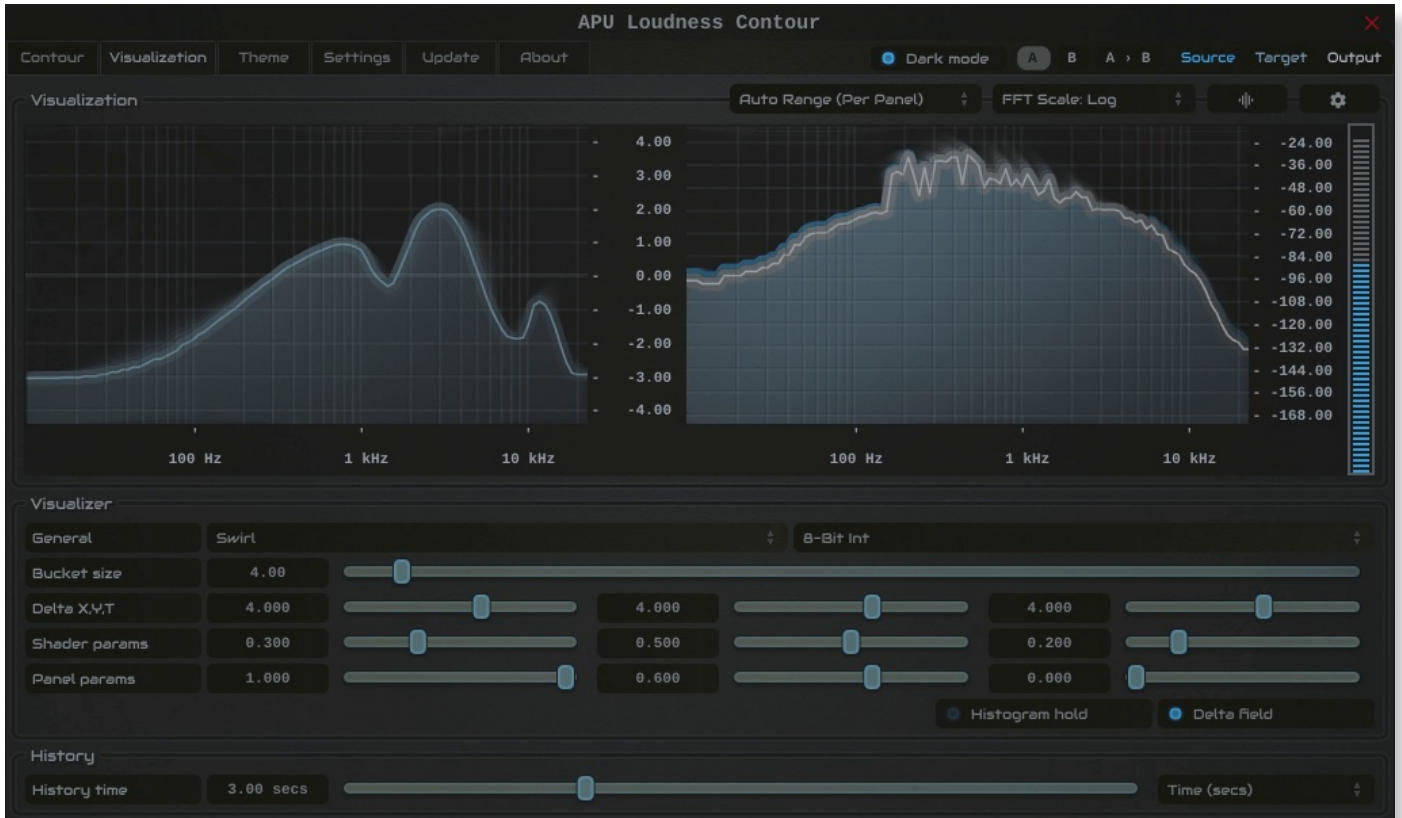 APU Loudness Contour
Contour Visualization Theme Settings Update About Dark mode A B A › B Source Target Output
Visualization Auto Range (Per Panel) FFT Scale: Log
4.00
3.00
2.00
1.00
0.00
-1.00
-2.00
-3.00
-4.00
100 Hz 1 kHz 10 kHz
-24.00
-36.00
-48.00
-60.00
-72.00
-84.00
-96.00
-108.00
-120.00
-132.00
-144.00
-156.00
-168.00
100 Hz 1 kHz 10 kHz
Visualizer
General Swirl 8-Bit Int
Bucket size 4.00
Delta X,Y,T 4.000 4.000 4.000
Shader params 0.300 0.500 0.200
Panel params 1.000 0.600 0.000
Histogram hold Delta field
History
History time 3.00 secs Time (secs)